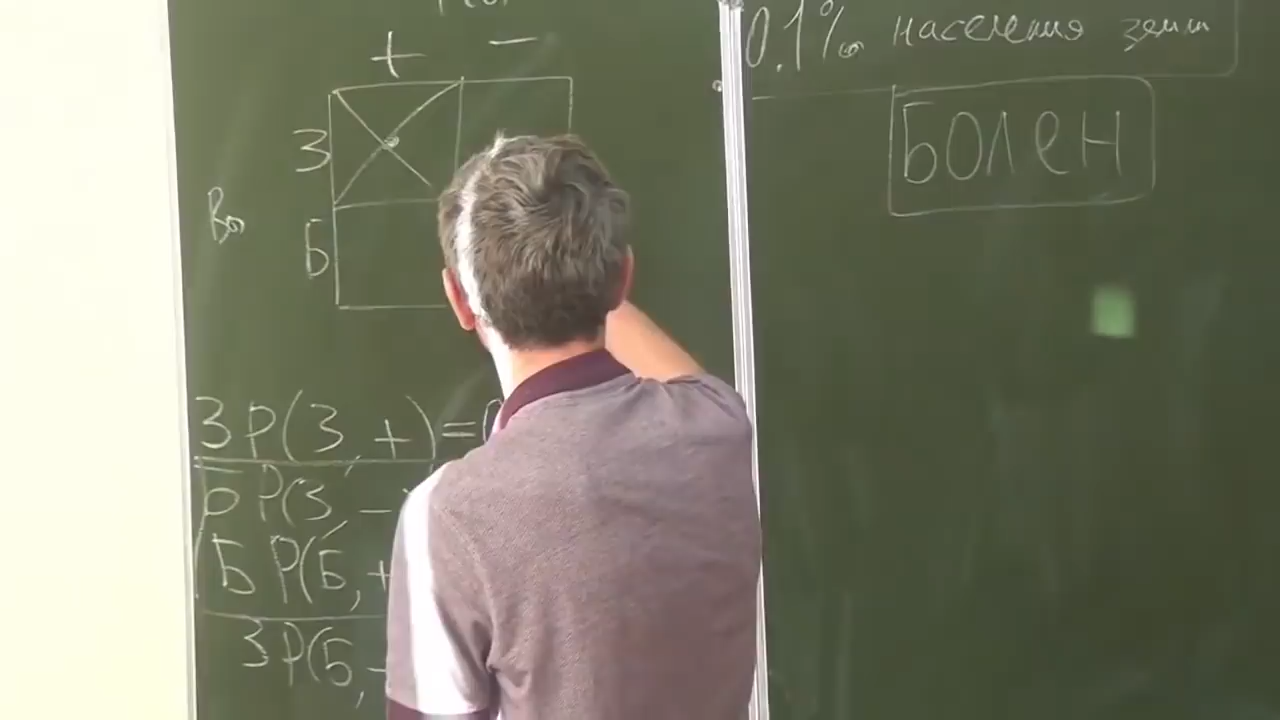 + −
З
Б
З P(З, +) =
Б P(З, −
Б P(Б, +
З P(Б, −
0.1% населения земли
БОЛЕН